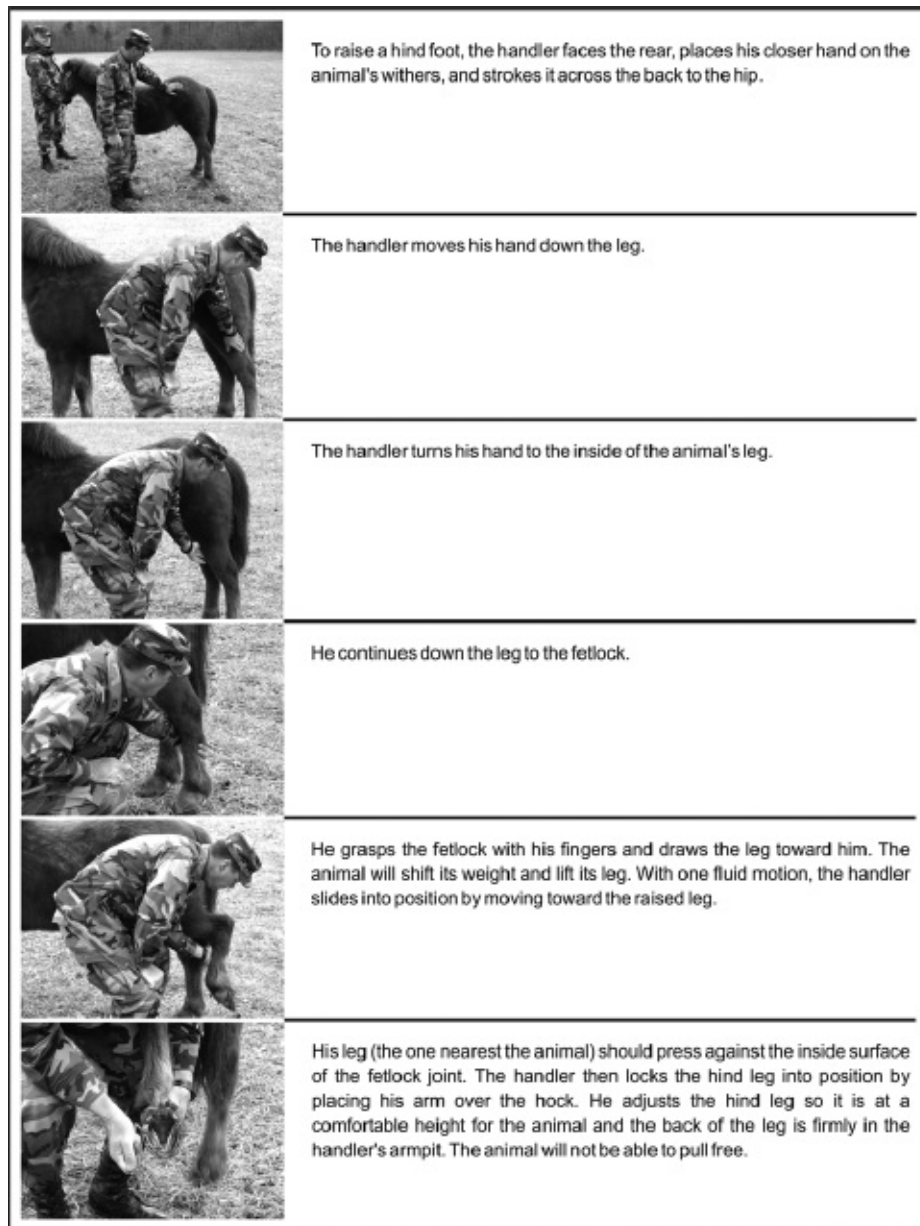 To raise a hind foot, the handler faces the rear, places his closer hand on the
animal's withers, and strokes it across the back to the hip.
The handler moves his hand down the leg.
The handler turns his hand to the inside of the animal's leg.
He continues down the leg to the fetlock.
He grasps the fetlock with his fingers and draws the leg toward him. The
animal will shift its weight and lift its leg. With one fluid motion, the handler
slides into position by moving toward the raised leg.
His leg (the one nearest the animal) should press against the inside surface
of the fetlock joint. The handler then locks the hind leg into position by
placing his arm over the hock. He adjusts the hind leg so it is at a
comfortable height for the animal and the back of the leg is firmly in the
handler's armpit. The animal will not be able to pull free.